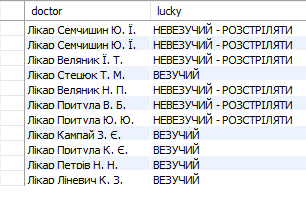 doctor lucky
Лікар Семчишин Ю. Ї. НЕВЕЗУЧИЙ - РОЗСТРІЛЯТИ
Лікар Семчишин Ю. Ї. НЕВЕЗУЧИЙ - РОЗСТРІЛЯТИ
Лікар Веляник Ї. Т. НЕВЕЗУЧИЙ - РОЗСТРІЛЯТИ
Лікар Стецюк Т. М. ВЕЗУЧИЙ
Лікар Веляник Н. П. НЕВЕЗУЧИЙ - РОЗСТРІЛЯТИ
Лікар Притула В. Б. НЕВЕЗУЧИЙ - РОЗСТРІЛЯТИ
Лікар Притула Ю. Ю. НЕВЕЗУЧИЙ - РОЗСТРІЛЯТИ
Лікар Кампай З. Є. ВЕЗУЧИЙ
Лікар Притула К. Є. ВЕЗУЧИЙ
Лікар Петрів Н. Н. ВЕЗУЧИЙ
Лікар Ліневич К. З. ВЕЗУЧИЙ